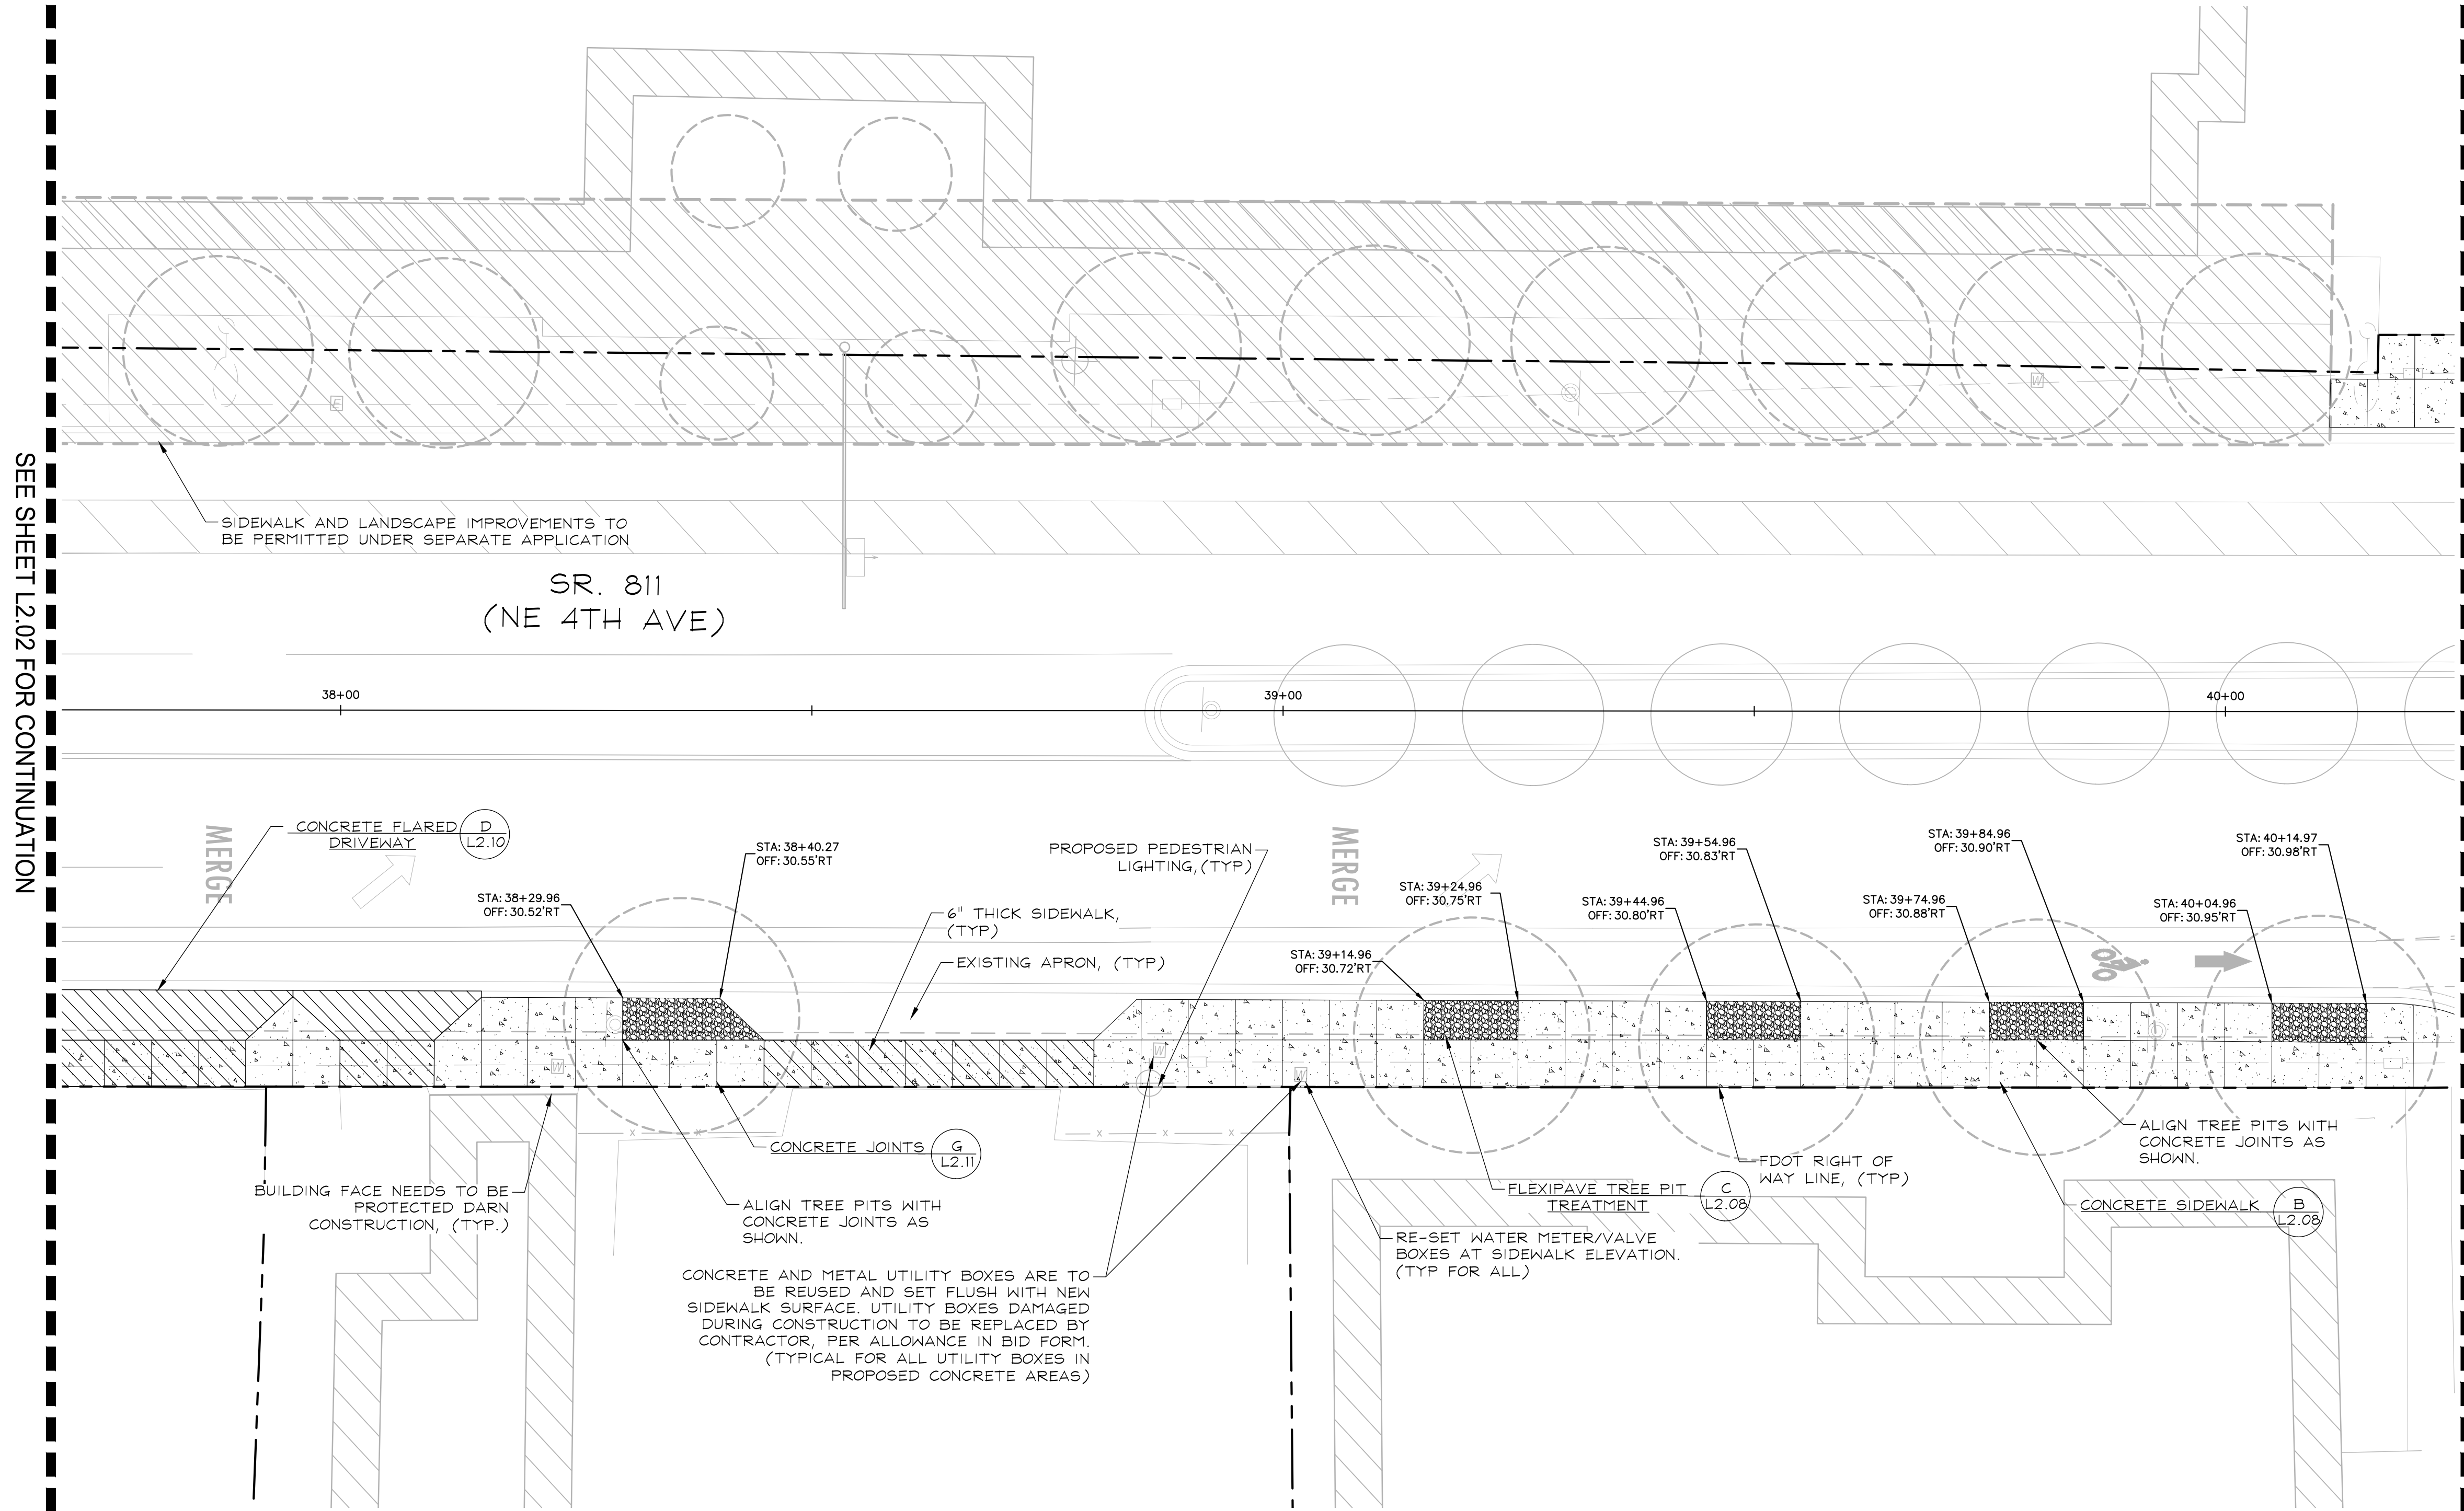 SEE SHEET L2.02 FOR CONTINUATION
E
W
SIDEWALK AND LANDSCAPE IMPROVEMENTS TO
BE PERMITTED UNDER SEPARATE APPLICATION
SR. 811
(NE 4TH AVE)
38+00
39+00
40+00
MERGE
CONCRETE FLARED
DRIVEWAY
D
L2.10
STA: 38+29.96
OFF: 30.52'RT
STA: 38+40.27
OFF: 30.55'RT
PROPOSED PEDESTRIAN
LIGHTING,(TYP)
6" THICK SIDEWALK,
(TYP)
EXISTING APRON, (TYP)
MERGE
STA: 39+14.96
OFF: 30.72'RT
STA: 39+24.96
OFF: 30.75'RT
STA: 39+44.96
OFF: 30.80'RT
STA: 39+54.96
OFF: 30.83'RT
STA: 39+74.96
OFF: 30.88'RT
STA: 39+84.96
OFF: 30.90'RT
STA: 40+04.96
OFF: 30.95'RT
STA: 40+14.97
OFF: 30.98'RT
W
W
W
X
X
X
X
X
BUILDING FACE NEEDS TO BE
PROTECTED DARN
CONSTRUCTION, (TYP.)
CONCRETE JOINTS
G
L2.11
ALIGN TREE PITS WITH
CONCRETE JOINTS AS
SHOWN.
CONCRETE AND METAL UTILITY BOXES ARE TO
BE REUSED AND SET FLUSH WITH NEW
SIDEWALK SURFACE. UTILITY BOXES DAMAGED
DURING CONSTRUCTION TO BE REPLACED BY
CONTRACTOR, PER ALLOWANCE IN BID FORM.
(TYPICAL FOR ALL UTILITY BOXES IN
PROPOSED CONCRETE AREAS)
FLEXIPAVE TREE PIT
TREATMENT
C
L2.08
RE-SET WATER METER/VALVE
BOXES AT SIDEWALK ELEVATION.
(TYP FOR ALL)
FDOT RIGHT OF
WAY LINE, (TYP)
ALIGN TREE PITS WITH
CONCRETE JOINTS AS
SHOWN.
CONCRETE SIDEWALK
B
L2.08